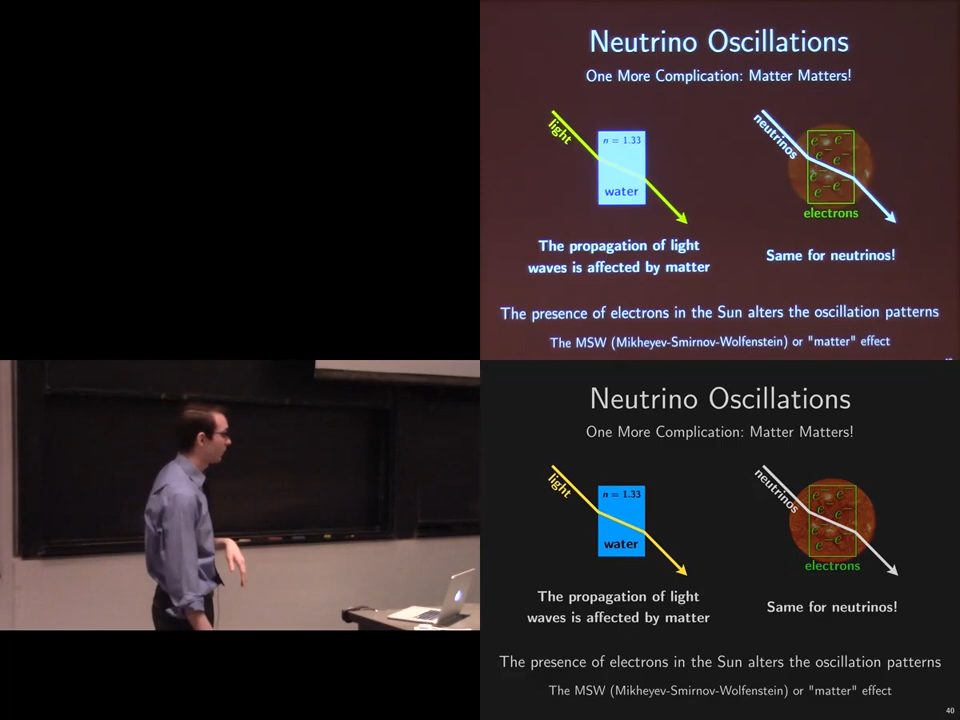 Neutrino Oscillations
One More Complication: Matter Matters!
light
n = 1.33
water
neutrinos
e⁻ e⁻
e⁻ e⁻
e⁻ e⁻
e⁻
electrons
The propagation of light
waves is affected by matter
Same for neutrinos!
The presence of electrons in the Sun alters the oscillation patterns
The MSW (Mikheyev-Smirnov-Wolfenstein) or "matter" effect
Neutrino Oscillations
One More Complication: Matter Matters!
light
n = 1.33
water
neutrinos
e⁻ e⁻
e⁻ e⁻
e⁻ e⁻
e⁻
electrons
The propagation of light
waves is affected by matter
Same for neutrinos!
The presence of electrons in the Sun alters the oscillation patterns
The MSW (Mikheyev-Smirnov-Wolfenstein) or "matter" effect
40